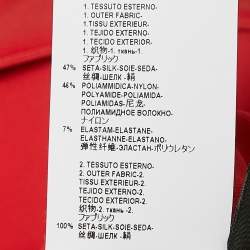 1. TESSUTO ESTERNO-
1. OUTER FABRIC-
1. TISSU EXTERIEUR-
1. TEJIDO EXTERIOR-
1. TECIDO EXTERIOR-
1. 织物-1. ткань-1.
ファブリック
47% SETA-SILK-SOIE-SEDA-
丝绸-ШЕЛК-絹
46% POLIAMMIDICA-NYLON-
POLYAMIDE-POLIAMIDA-
POLIAMIDAS-尼龙-
ПОЛИАМИДНОЕ ВОЛОКНО-
ナイロン
7% ELASTAM-ELASTANE-
ELASTHANNE-ELASTANO-
弹性纤维-ЭЛАСТАН-ポリウレタン
2. TESSUTO ESTERNO-
2. OUTER FABRIC-
2. TISSU EXTERIEUR-2.
TEJIDO EXTERIOR-2.
TECIDO EXTERIOR-2.
织物-2. ткань -2.
ファブリック
100% SETA-SILK-SOIE-SEDA-
丝绸-ШЕЛК-絹